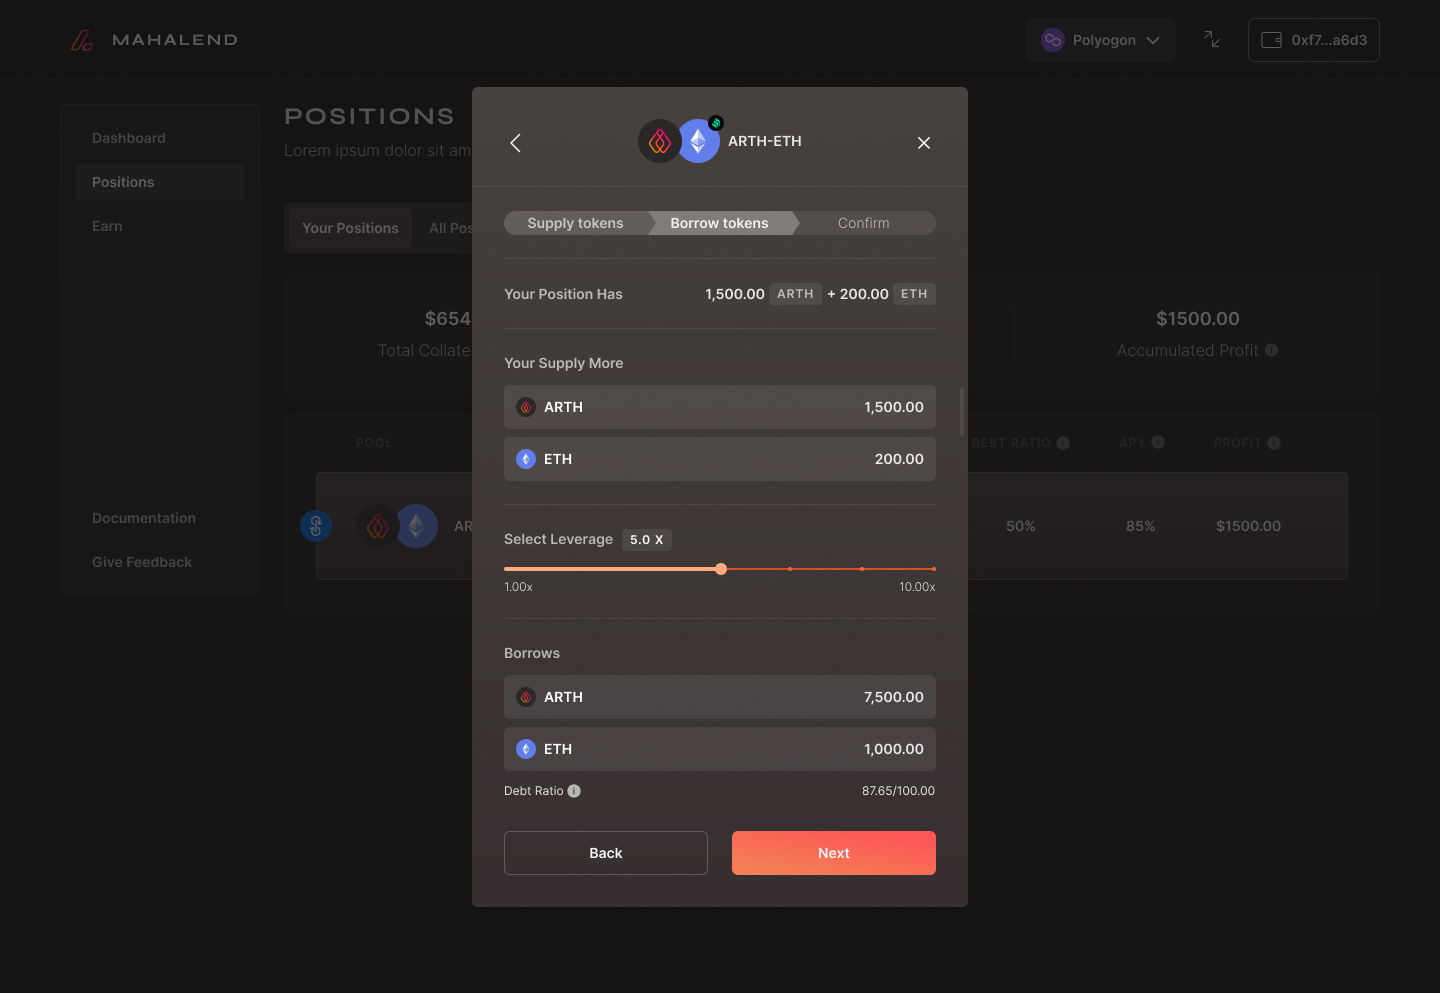 MAHALEND
Polyogon
0xf7...a6d3
Dashboard
Positions
Earn
Documentation
Give Feedback
POSITIONS
Lorem ipsum dolor sit am
Your Positions
All Pos
$654
Total Collate
$1500.00
Accumulated Profit
POOL
DEBT RATIO
APY
PROFIT
AR
50%
85%
$1500.00
ARTH-ETH
Supply tokens
Borrow tokens
Confirm
Your Position Has
1,500.00 ARTH + 200.00 ETH
Your Supply More
ARTH 1,500.00
ETH 200.00
Select Leverage 5.0 X
1.00x 10.00x
Borrows
ARTH 7,500.00
ETH 1,000.00
Debt Ratio 87.65/100.00
Back
Next